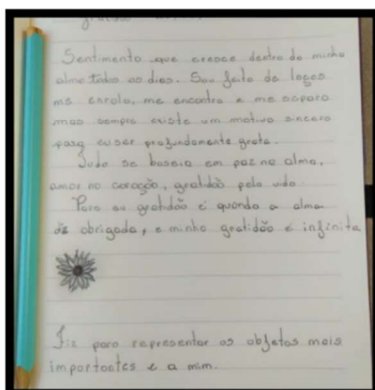 Sentimento que cresce dentro da minha
alma todos os dias. Sou feita de laços
me enrolo, me encontro e me separo
mas sempre existe um motivo sincero
para eu ser profundamente grata.
Tudo se baseia em paz na alma,
amor no coração, gratidão pela vida
Para eu gratidão é quando a alma
diz obrigada, e minha gratidão é infinita
Fiz para representar os objetos mais
importantes e a mim.